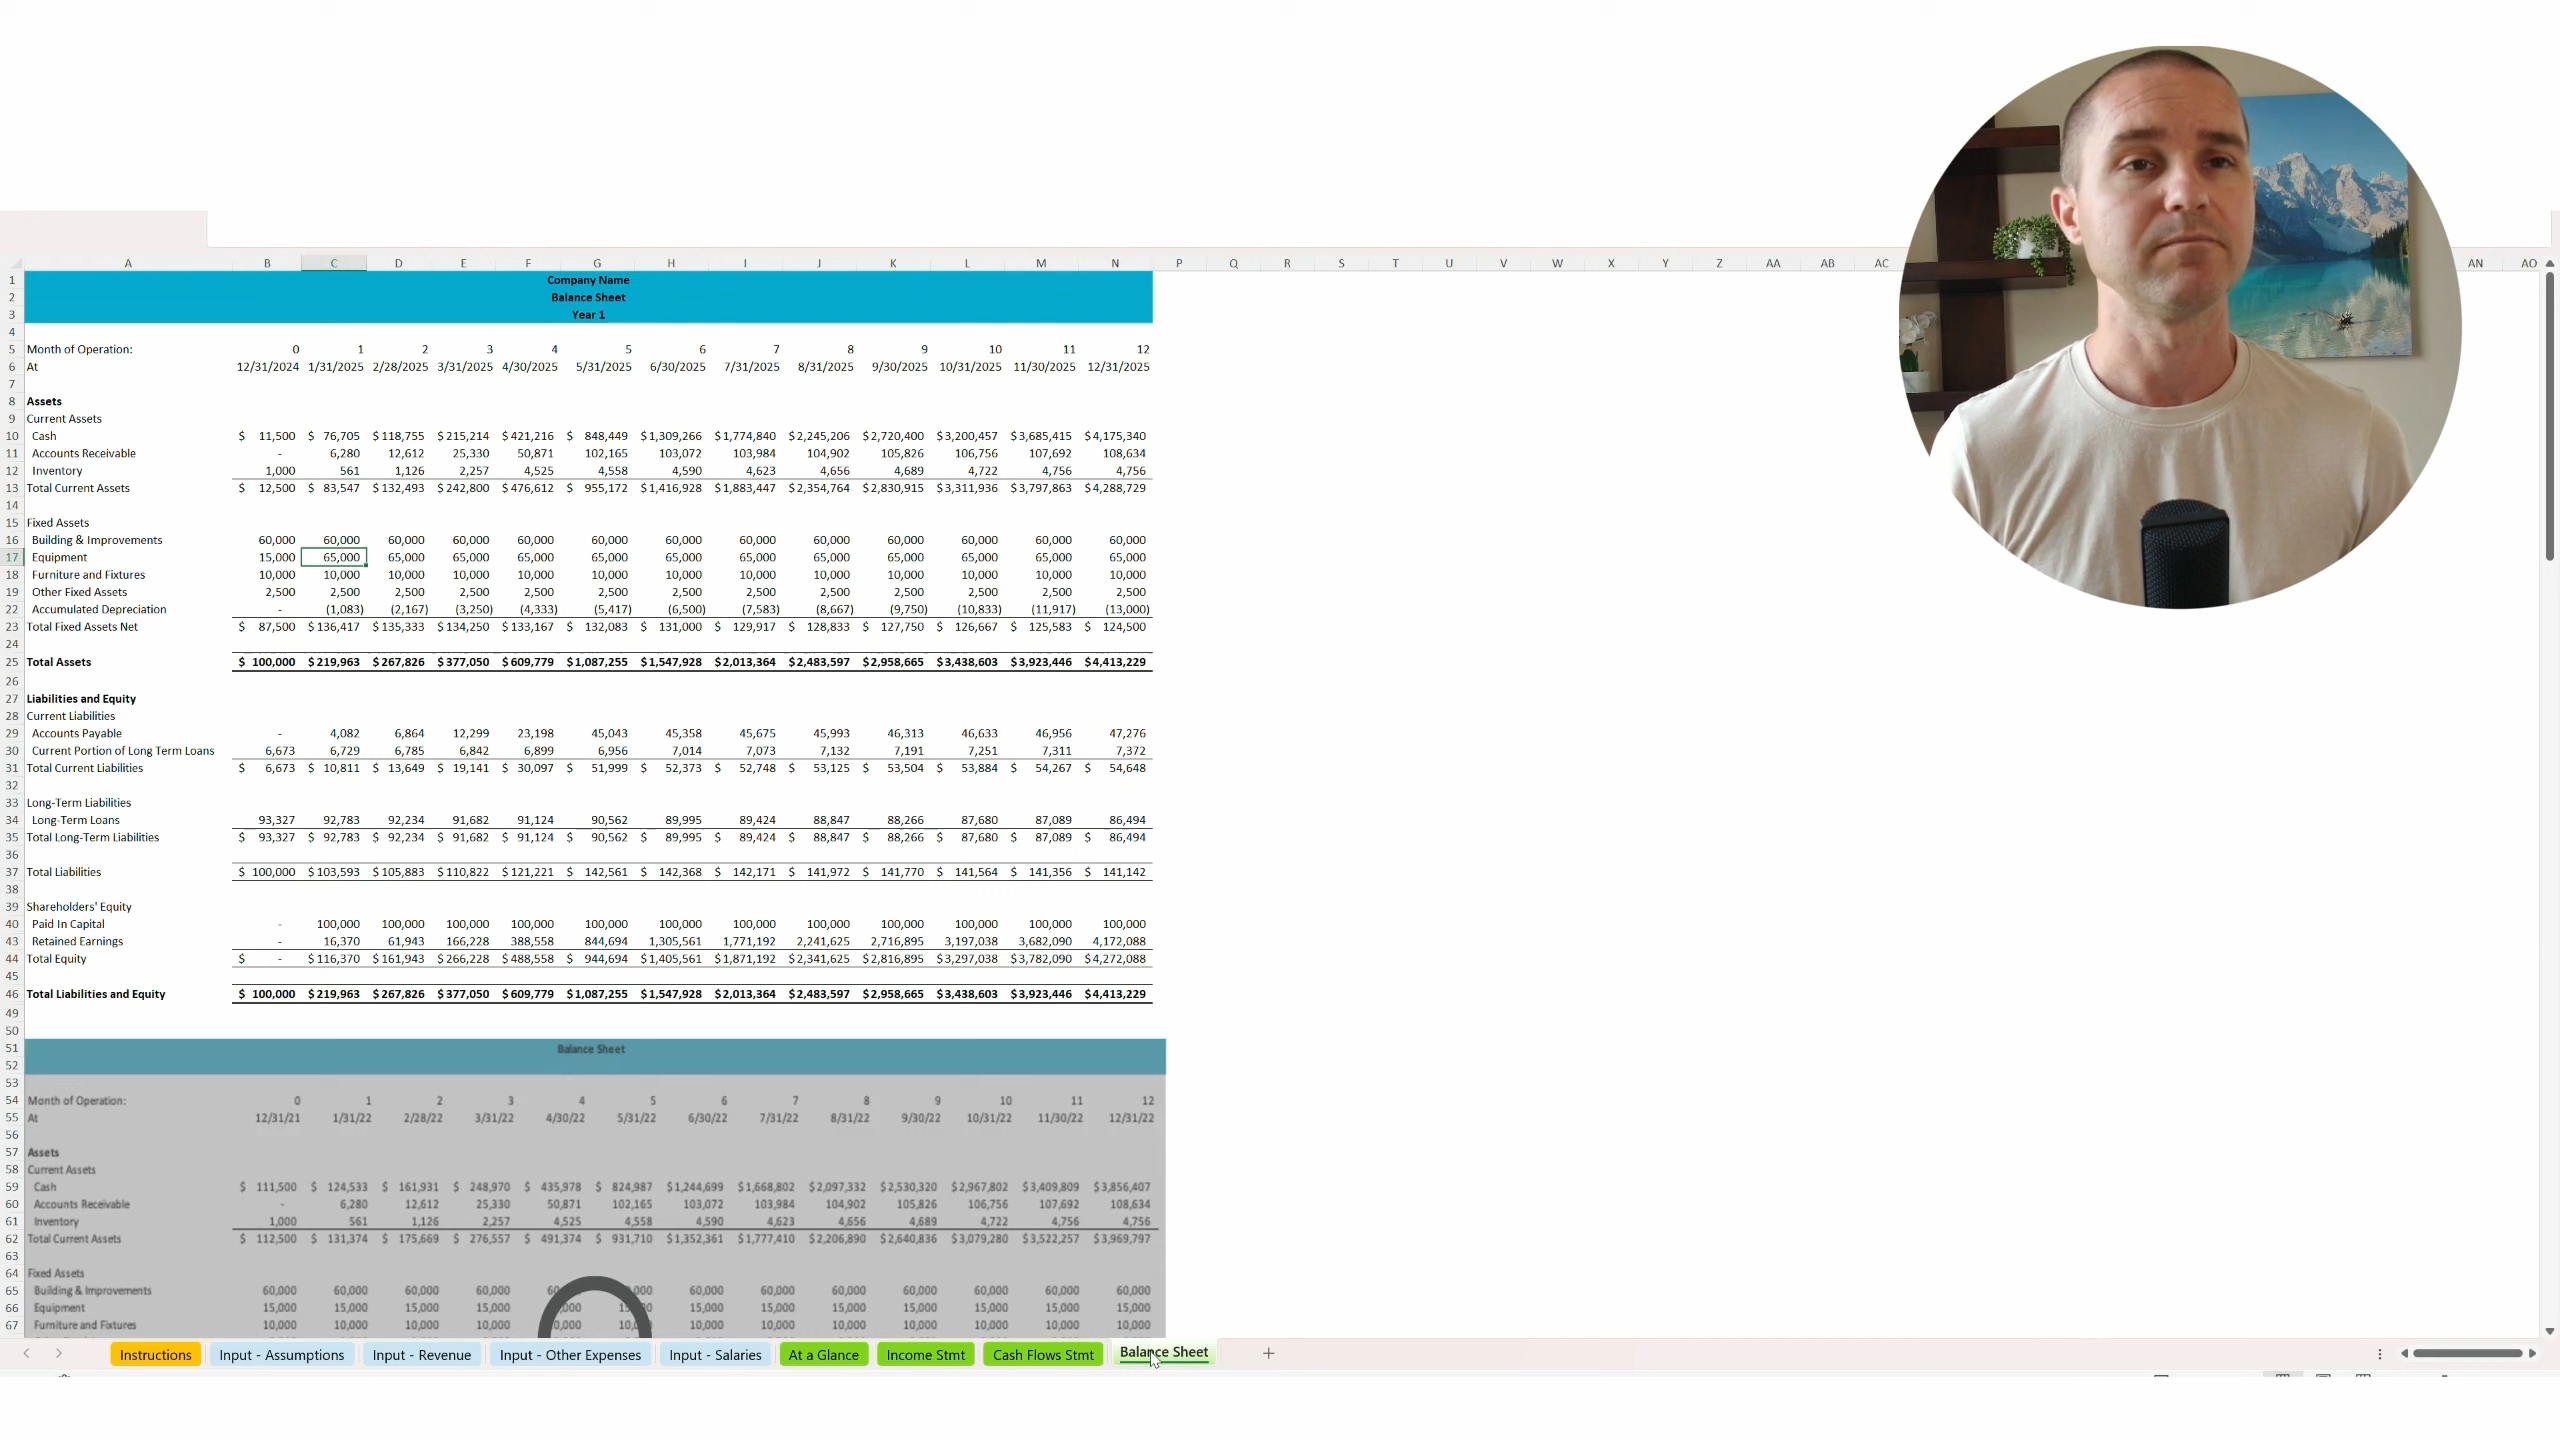 A B C D E F G H I J K L M N P Q R S T U V W X Y Z AA AB AC AN AO
1 Company Name
2 Balance Sheet
3 Year 1
4
5 Month of Operation: 0 1 2 3 4 5 6 7 8 9 10 11 12
6 At 12/31/2024 1/31/2025 2/28/2025 3/31/2025 4/30/2025 5/31/2025 6/30/2025 7/31/2025 8/31/2025 9/30/2025 10/31/2025 11/30/2025 12/31/2025
7
8 Assets
9 Current Assets
10 Cash $ 11,500 $ 76,705 $ 118,755 $ 215,214 $ 421,216 $ 848,449 $ 1,309,266 $ 1,774,840 $ 2,245,206 $ 2,720,400 $ 3,200,457 $ 3,685,415 $ 4,175,340
11 Accounts Receivable - 6,280 12,612 25,330 50,871 102,165 103,072 103,984 104,902 105,826 106,756 107,692 108,634
12 Inventory 1,000 561 1,126 2,257 4,525 4,558 4,590 4,623 4,656 4,689 4,722 4,756 4,756
13 Total Current Assets $ 12,500 $ 83,547 $ 132,493 $ 242,800 $ 476,612 $ 955,172 $ 1,416,928 $ 1,883,447 $ 2,354,764 $ 2,830,915 $ 3,311,936 $ 3,797,863 $ 4,288,729
14
15 Fixed Assets
16 Building & Improvements 60,000 60,000 60,000 60,000 60,000 60,000 60,000 60,000 60,000 60,000 60,000 60,000 60,000
17 Equipment 15,000 65,000 65,000 65,000 65,000 65,000 65,000 65,000 65,000 65,000 65,000 65,000 65,000
18 Furniture and Fixtures 10,000 10,000 10,000 10,000 10,000 10,000 10,000 10,000 10,000 10,000 10,000 10,000 10,000
19 Other Fixed Assets 2,500 2,500 2,500 2,500 2,500 2,500 2,500 2,500 2,500 2,500 2,500 2,500 2,500
22 Accumulated Depreciation - (1,083) (2,167) (3,250) (4,333) (5,417) (6,500) (7,583) (8,667) (9,750) (10,833) (11,917) (13,000)
23 Total Fixed Assets Net $ 87,500 $ 136,417 $ 135,333 $ 134,250 $ 133,167 $ 132,083 $ 131,000 $ 129,917 $ 128,833 $ 127,750 $ 126,667 $ 125,583 $ 124,500
24
25 Total Assets $ 100,000 $ 219,963 $ 267,826 $ 377,050 $ 609,779 $ 1,087,255 $ 1,547,928 $ 2,013,364 $ 2,483,597 $ 2,958,665 $ 3,438,603 $ 3,923,446 $ 4,413,229
26
27 Liabilities and Equity
28 Current Liabilities
29 Accounts Payable - 4,082 6,864 12,299 23,198 45,043 45,358 45,675 45,993 46,313 46,633 46,956 47,276
30 Current Portion of Long Term Loans 6,673 6,729 6,785 6,842 6,899 6,956 7,014 7,073 7,132 7,191 7,251 7,311 7,372
31 Total Current Liabilities $ 6,673 $ 10,811 $ 13,649 $ 19,141 $ 30,097 $ 51,999 $ 52,373 $ 52,748 $ 53,125 $ 53,504 $ 53,884 $ 54,267 $ 54,648
32
33 Long-Term Liabilities
34 Long-Term Loans 93,327 92,783 92,234 91,682 91,124 90,562 89,995 89,424 88,847 88,266 87,680 87,089 86,494
35 Total Long-Term Liabilities $ 93,327 $ 92,783 $ 92,234 $ 91,682 $ 91,124 $ 90,562 $ 89,995 $ 89,424 $ 88,847 $ 88,266 $ 87,680 $ 87,089 $ 86,494
36
37 Total Liabilities $ 100,000 $ 103,593 $ 105,883 $ 110,822 $ 121,221 $ 142,561 $ 142,368 $ 142,171 $ 141,972 $ 141,770 $ 141,564 $ 141,356 $ 141,142
38
39 Shareholders' Equity
40 Paid In Capital - 100,000 100,000 100,000 100,000 100,000 100,000 100,000 100,000 100,000 100,000 100,000 100,000
43 Retained Earnings - 16,370 61,943 166,228 388,558 844,694 1,305,561 1,771,192 2,241,625 2,716,895 3,197,038 3,682,090 4,172,088
44 Total Equity $ - $ 116,370 $ 161,943 $ 266,228 $ 488,558 $ 944,694 $ 1,405,561 $ 1,871,192 $ 2,341,625 $ 2,816,895 $ 3,297,038 $ 3,782,090 $ 4,272,088
45
46 Total Liabilities and Equity $ 100,000 $ 219,963 $ 267,826 $ 377,050 $ 609,779 $ 1,087,255 $ 1,547,928 $ 2,013,364 $ 2,483,597 $ 2,958,665 $ 3,438,603 $ 3,923,446 $ 4,413,229
49
50
51 Balance Sheet
52
53
54 Month of Operation: 0 1 2 3 4 5 6 7 8 9 10 11 12
55 At 12/31/21 1/31/22 2/28/22 3/31/22 4/30/22 5/31/22 6/30/22 7/31/22 8/31/22 9/30/22 10/31/22 11/30/22 12/31/22
56
57 Assets
58 Current Assets
59 Cash $ 111,500 $ 124,533 $ 161,931 $ 248,970 $ 435,978 $ 824,987 $ 1,244,699 $ 1,668,802 $ 2,097,332 $ 2,530,320 $ 2,967,802 $ 3,409,809 $ 3,856,407
60 Accounts Receivable - 6,280 12,612 25,330 50,871 102,165 103,072 103,984 104,902 105,826 106,756 107,692 108,634
61 Inventory 1,000 561 1,126 2,257 4,525 4,558 4,590 4,623 4,656 4,689 4,722 4,756 4,756
62 Total Current Assets $ 112,500 $ 131,374 $ 175,669 $ 276,557 $ 491,374 $ 931,710 $ 1,352,361 $ 1,777,410 $ 2,206,890 $ 2,640,836 $ 3,079,280 $ 3,522,257 $ 3,969,797
63
64 Fixed Assets
65 Building & Improvements 60,000 60,000 60,000 60,000 60,000 60,000 60,000 60,000 60,000 60,000 60,000
66 Equipment 15,000 15,000 15,000 15,000 15,000 15,000 15,000 15,000 15,000 15,000 15,000
67 Furniture and Fixtures 10,000 10,000 10,000 10,000 10,000 10,000 10,000 10,000 10,000 10,000 10,000
Instructions Input - Assumptions Input - Revenue Input - Other Expenses Input - Salaries At a Glance Income Stmt Cash Flows Stmt Balance Sheet